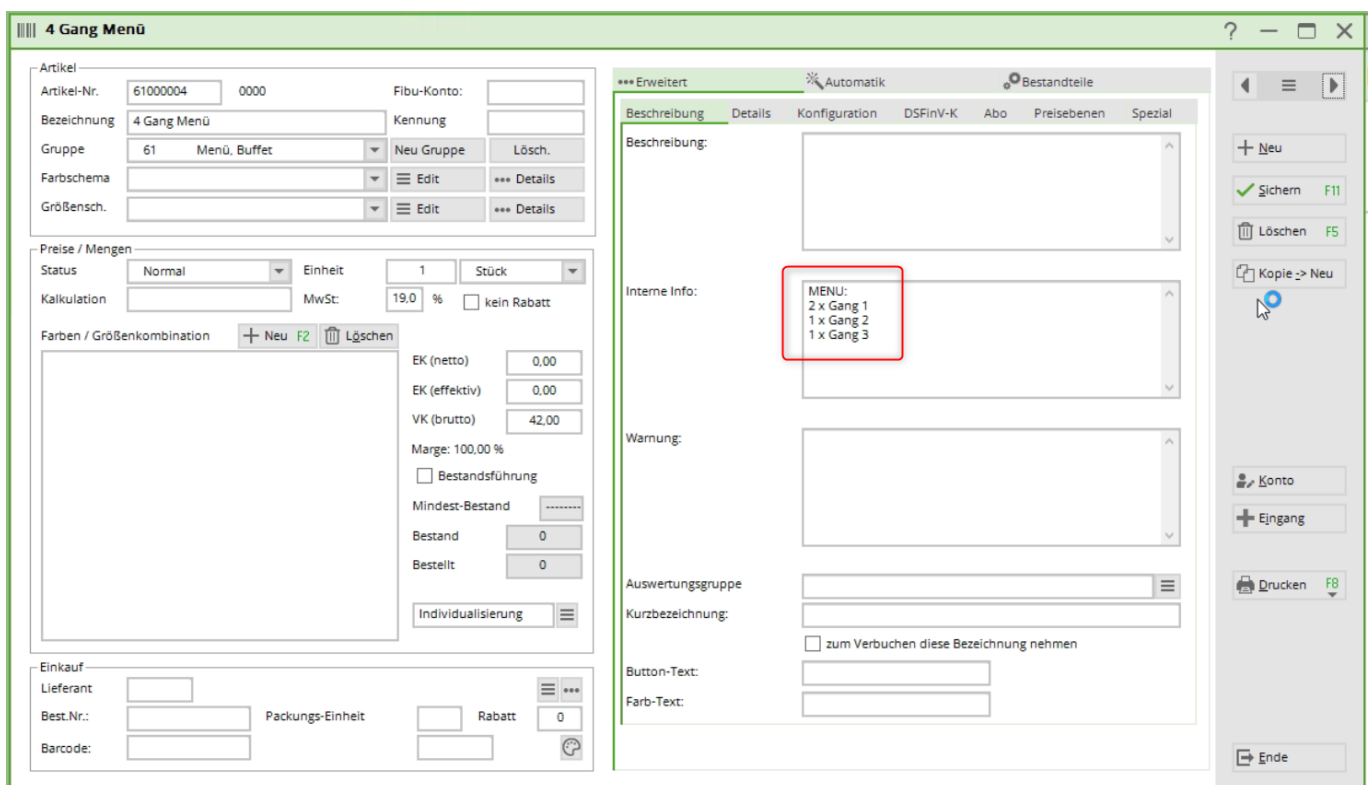 4 Gang Menü
?
Artikel
Artikel-Nr. 61000004 0000 Fibu-Konto:
Bezeichnung 4 Gang Menü Kennung
Gruppe 61 Menü, Buffet Neu Gruppe Lösch.
Farbschema Edit Details
Größensch. Edit Details
Preise / Mengen
Status Normal Einheit 1 Stück
Kalkulation MwSt: 19,0 % kein Rabatt
Farben / Größenkombination Neu F2 Löschen
EK (netto) 0,00
EK (effektiv) 0,00
VK (brutto) 42,00
Marge: 100,00 %
Bestandsführung
Mindest-Bestand --------
Bestand 0
Bestellt 0
Individualisierung
Einkauf
Lieferant
Best.Nr.: Packungs-Einheit Rabatt 0
Barcode:
Erweitert Automatik Bestandteile
Beschreibung Details Konfiguration DSFinV-K Abo Preisebenen Spezial
Beschreibung:
Interne Info:
MENU:
2 x Gang 1
1 x Gang 2
1 x Gang 3
Warnung:
Auswertungsgruppe
Kurzbezeichnung:
zum Verbuchen diese Bezeichnung nehmen
Button-Text:
Farb-Text:
Neu
Sichern F11
Löschen F5
Kopie -> Neu
Konto
Eingang
Drucken F8
Ende